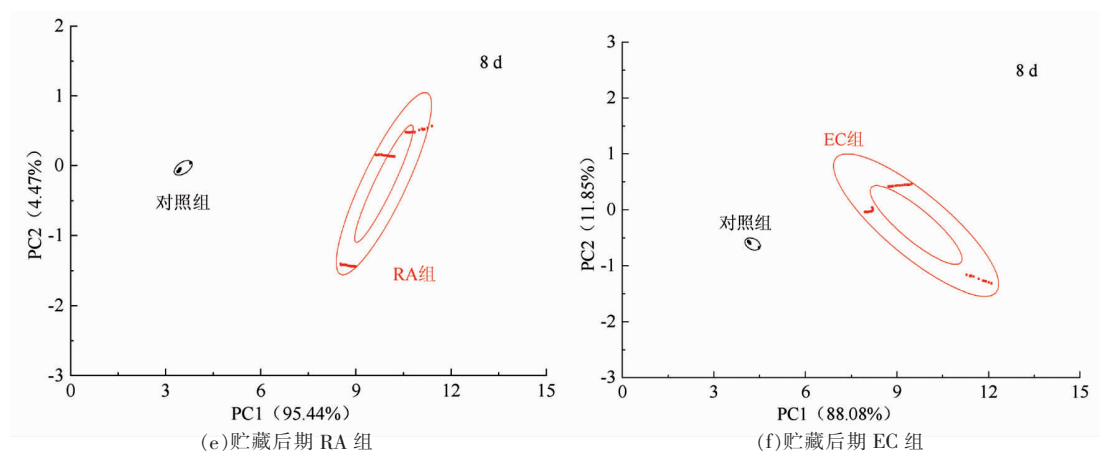 2
1
0
-1
-2
-3
PC2（4.47%）
8 d
对照组
RA组
0
3
6
9
12
15
PC1（95.44%）
(e)贮藏后期 RA 组
3
2
1
0
-1
-2
-3
PC2（11.85%）
8 d
EC组
对照组
0
3
6
9
12
15
PC1（88.08%）
(f)贮藏后期 EC 组